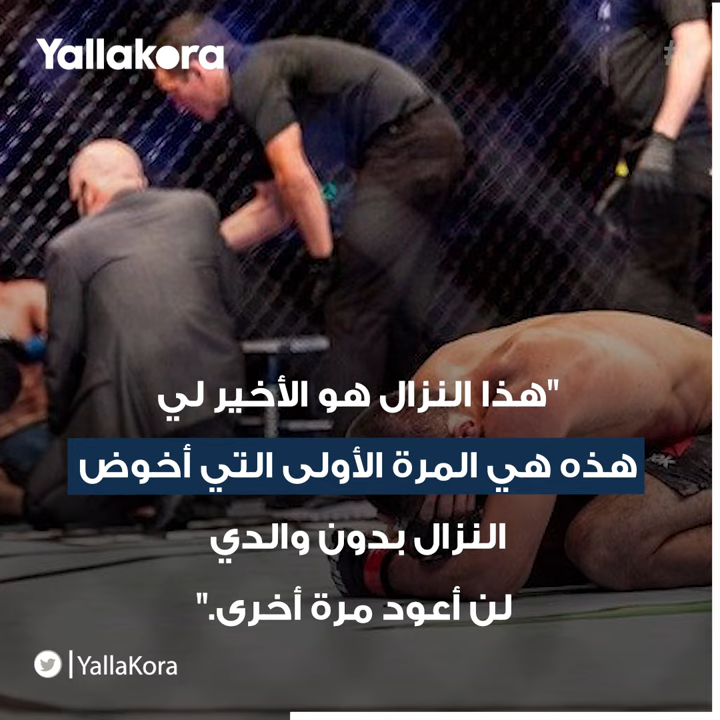 Yallakora
#
"هذا النزال هو الأخير لي
هذه هي المرة الأولى التي أخوض
النزال بدون والدي
لن أعود مرة أخرى."
YallaKora